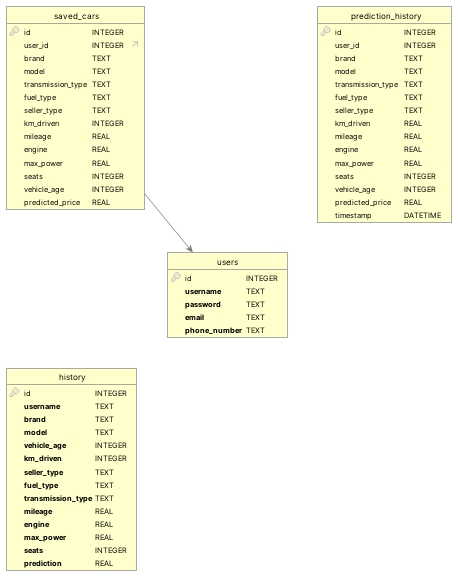 saved_cars
id INTEGER
user_id INTEGER
brand TEXT
model TEXT
transmission_type TEXT
fuel_type TEXT
seller_type TEXT
km_driven INTEGER
mileage REAL
engine REAL
max_power REAL
seats INTEGER
vehicle_age INTEGER
predicted_price REAL
prediction_history
id INTEGER
user_id INTEGER
brand TEXT
model TEXT
transmission_type TEXT
fuel_type TEXT
seller_type TEXT
km_driven REAL
mileage REAL
engine REAL
max_power REAL
seats INTEGER
vehicle_age INTEGER
predicted_price REAL
timestamp DATETIME
users
id INTEGER
username TEXT
password TEXT
email TEXT
phone_number TEXT
history
id INTEGER
username TEXT
brand TEXT
model TEXT
vehicle_age INTEGER
km_driven INTEGER
seller_type TEXT
fuel_type TEXT
transmission_type TEXT
mileage REAL
engine REAL
max_power REAL
seats INTEGER
prediction REAL